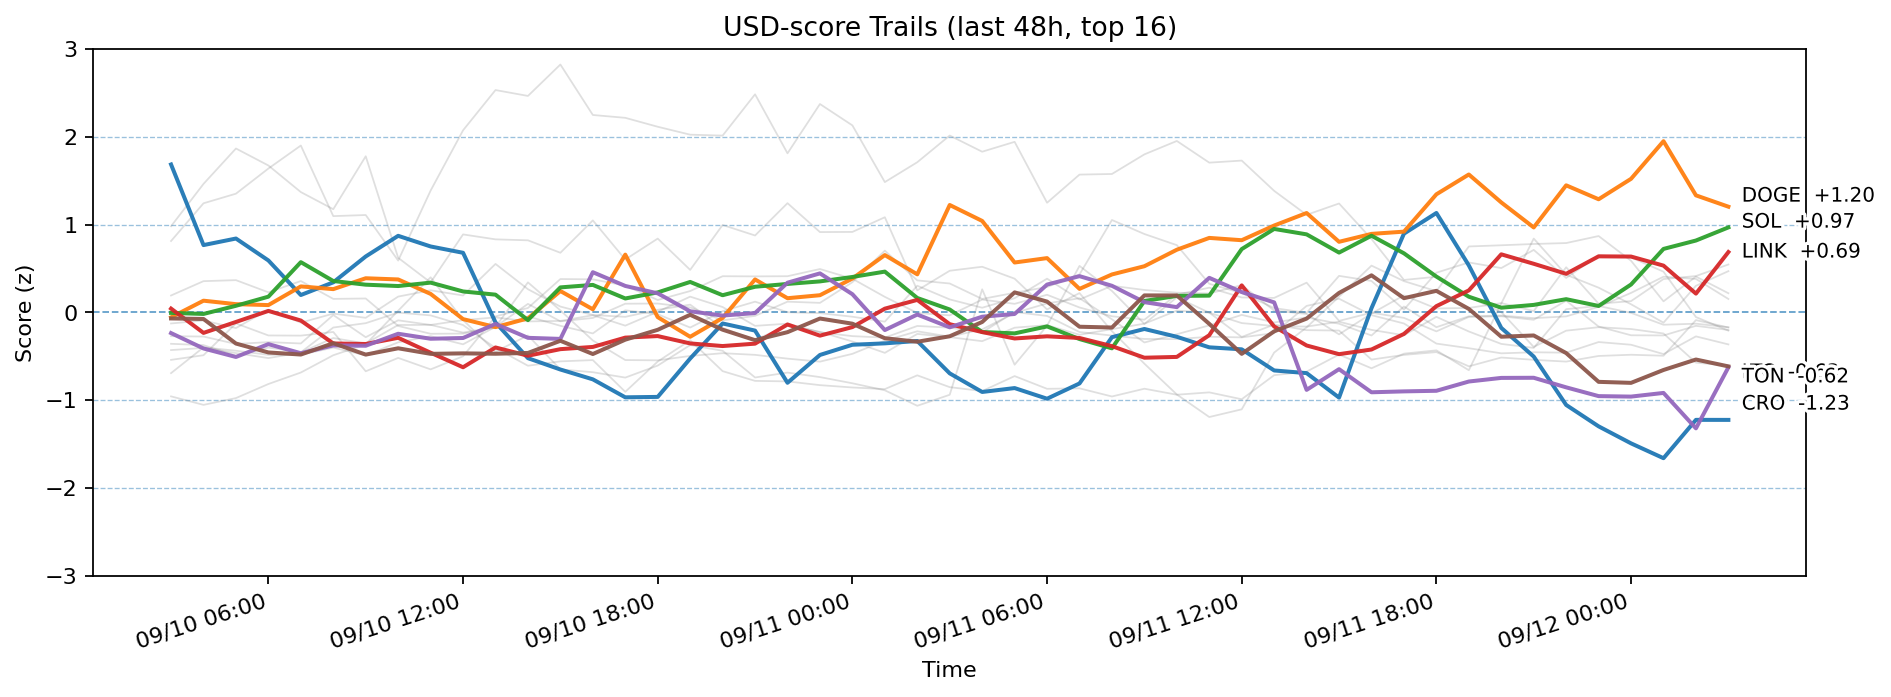 USD-score Trails (last 48h, top 16)
3
2
1
0
−1
−2
−3
Score (z)
DOGE +1.20
SOL +0.97
LINK +0.69
TON -0.62
CRO -1.23
09/10 06:00
09/10 12:00
09/10 18:00
09/11 00:00
09/11 06:00
09/11 12:00
09/11 18:00
09/12 00:00
Time